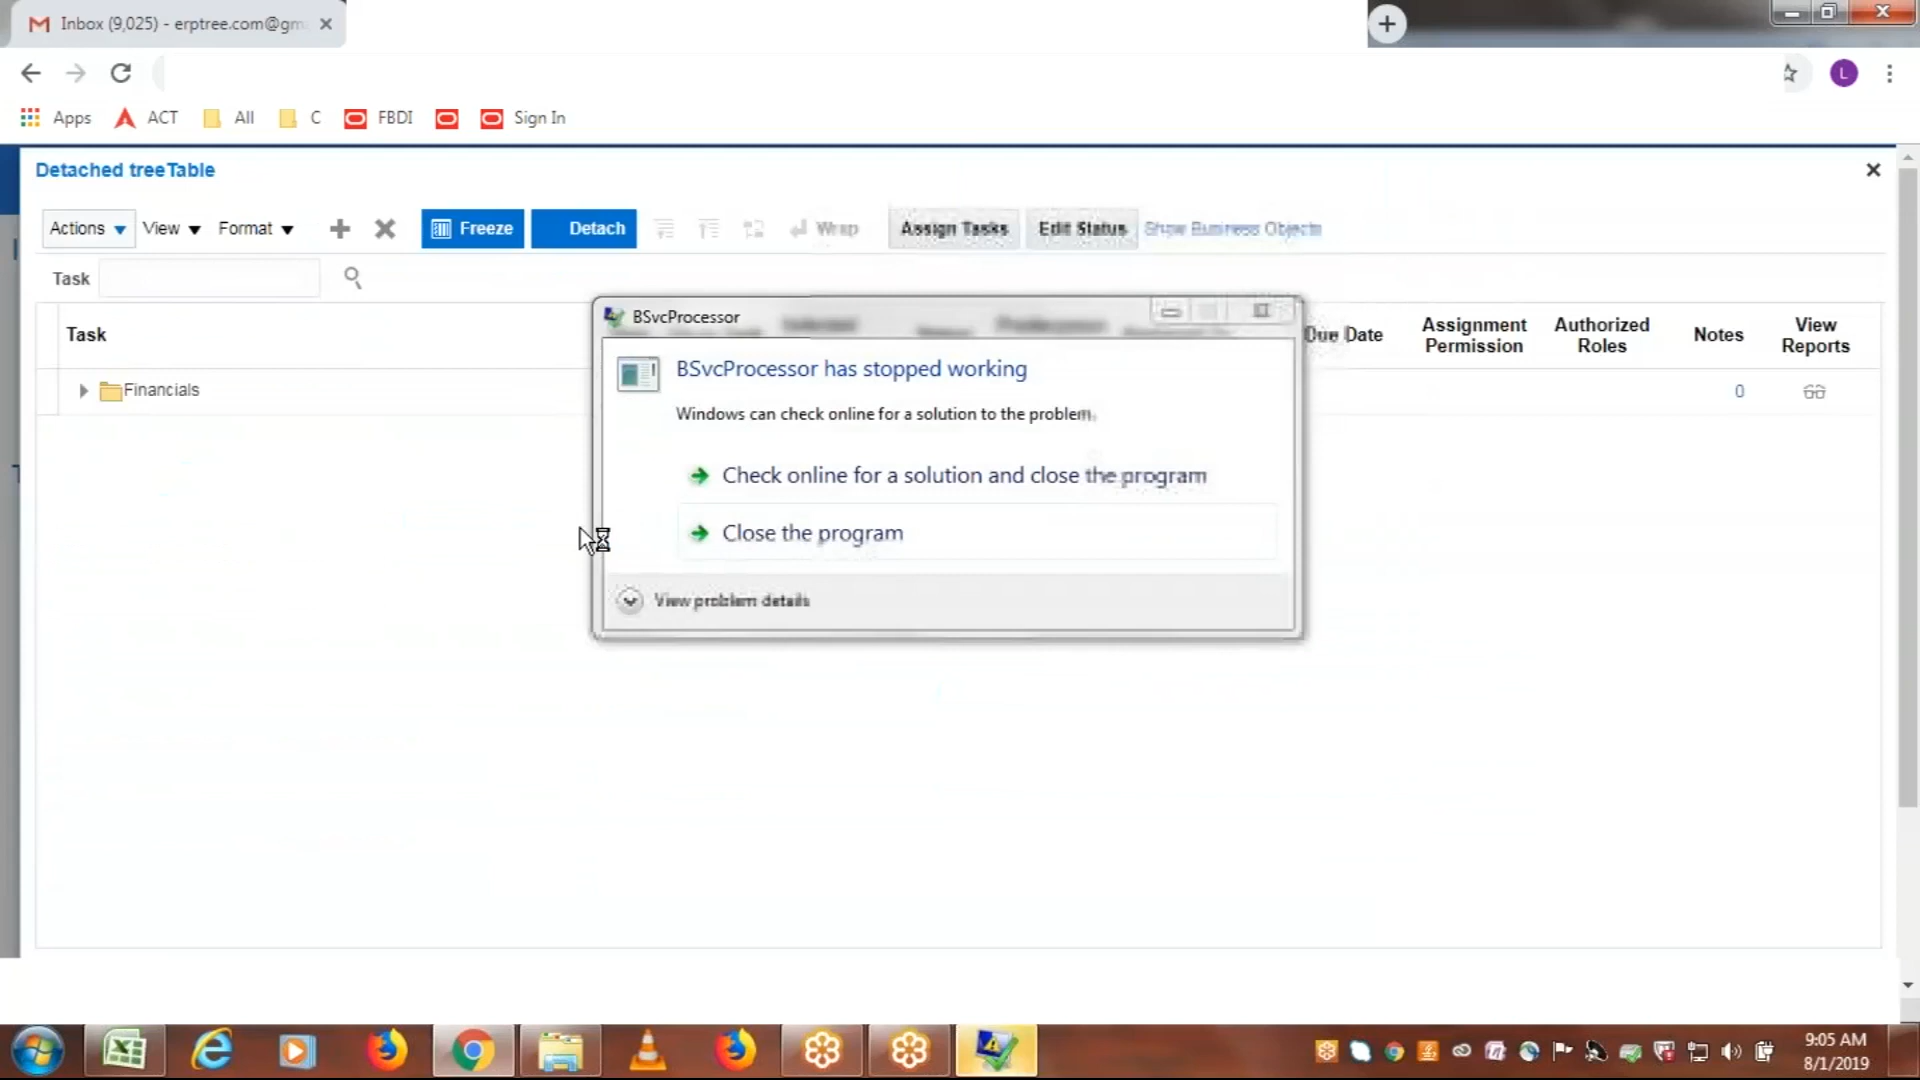 Inbox (9,025) - erptree.com@gm
L
Apps ACT All C FBDI Sign In
Detached treeTable
Actions View Format Freeze Detach Wrap Assign Tasks Edit Status Show Business Objects
Task
Task Due Date Assignment Permission Authorized Roles Notes View Reports
Financials 0
BSvcProcessor
BSvcProcessor has stopped working
Windows can check online for a solution to the problem.
Check online for a solution and close the program
Close the program
View problem details
9:05 AM
8/1/2019